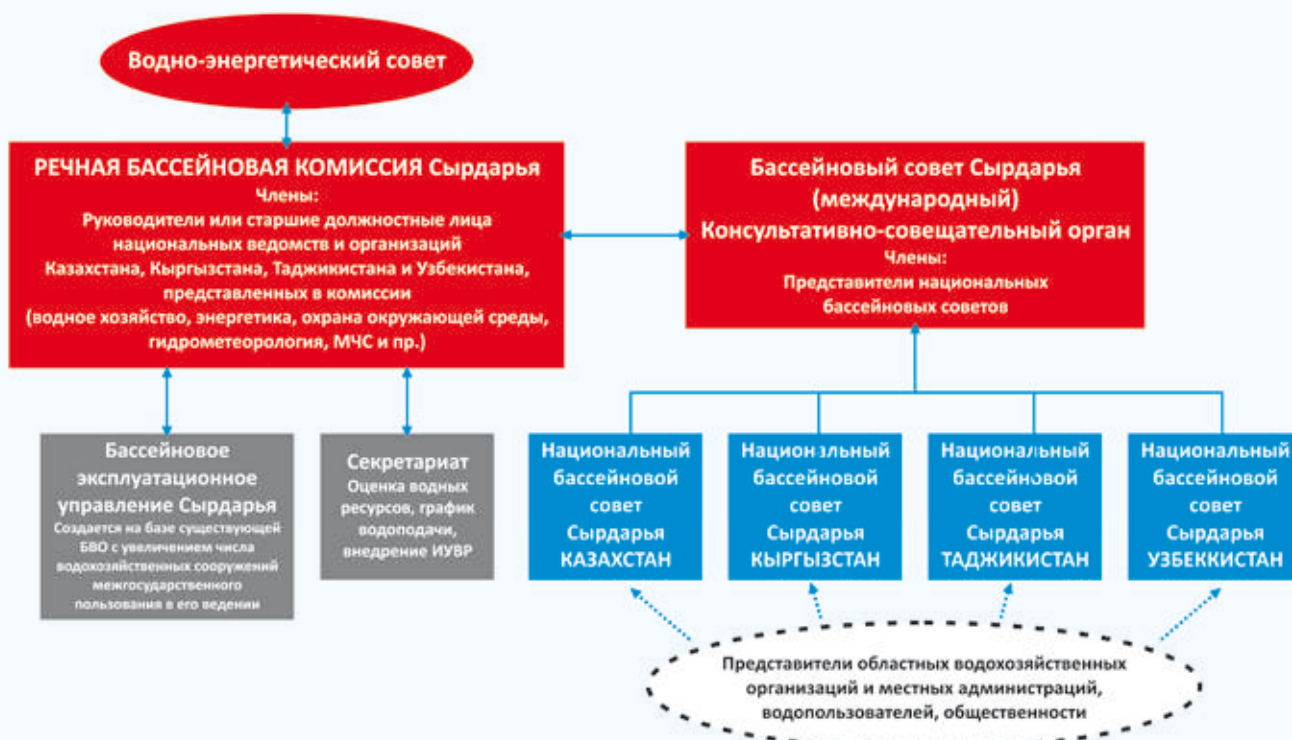 Водно-энергетический совет
РЕЧНАЯ БАССЕЙНОВАЯ КОМИССИЯ Сырдарья
Члены:
Руководители или старшие должностные лица
национальных ведомств и организаций
Казахстана, Кыргызстана, Таджикистана и Узбекистана,
представленных в комиссии
(водное хозяйство, энергетика, охрана окружающей среды,
гидрометеорология, МЧС и пр.)
Бассейновый совет Сырдарья
(международный)
Консультативно-совещательный орган
Члены:
Представители национальных
бассейновых советов
Бассейновое
эксплуатационное
управление Сырдарья
Создается на базе существующей
БВО с увеличением числа
водохозяйственных сооружений
межгосударственного
пользования в его ведении
Секретариат
Оценка водных
ресурсов, график
водоподачи,
внедрение ИУВР
Национальный
бассейновой
совет
Сырдарья
КАЗАХСТАН
Национальный
бассейновой
совет
Сырдарья
КЫРГЫЗСТАН
Национальный
бассейновой
совет
Сырдарья
ТАДЖИКИСТАН
Национальный
бассейновой
совет
Сырдарья
УЗБЕККИСТАН
Представители областных водохозяйственных
организаций и местных администраций,
водопользователей, общественности